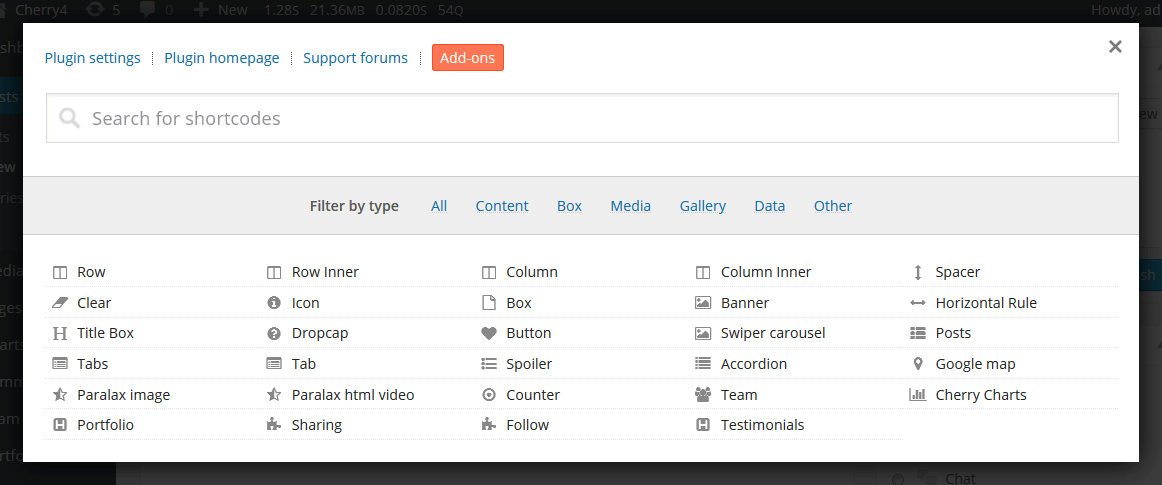 Cherry4 5 0 New 1.28S 21.36MB 0.0820S 54Q Howdy, ad
Plugin settings Plugin homepage Support forums Add-ons
Search for shortcodes
Filter by type All Content Box Media Gallery Data Other
Row Row Inner Column Column Inner Spacer
Clear Icon Box Banner Horizontal Rule
Title Box Dropcap Button Swiper carousel Posts
Tabs Tab Spoiler Accordion Google map
Paralax image Paralax html video Counter Team Cherry Charts
Portfolio Sharing Follow Testimonials
Chat